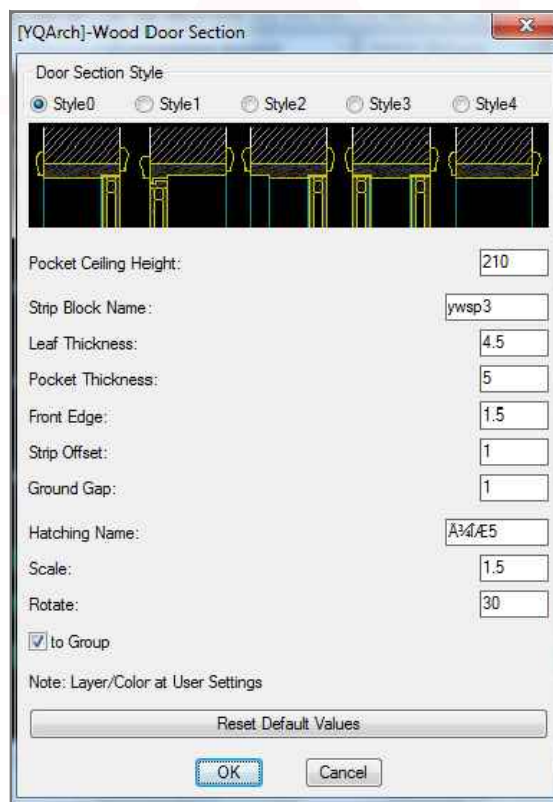 [YQArch]-Wood Door Section
Door Section Style
Style0 Style1 Style2 Style3 Style4
Pocket Ceiling Height: 210
Strip Block Name: ywsp3
Leaf Thickness: 4.5
Pocket Thickness: 5
Front Edge: 1.5
Strip Offset: 1
Ground Gap: 1
Hatching Name: Ä¾ÎÆ5
Scale: 1.5
Rotate: 30
to Group
Note: Layer/Color at User Settings
Reset Default Values
OK Cancel